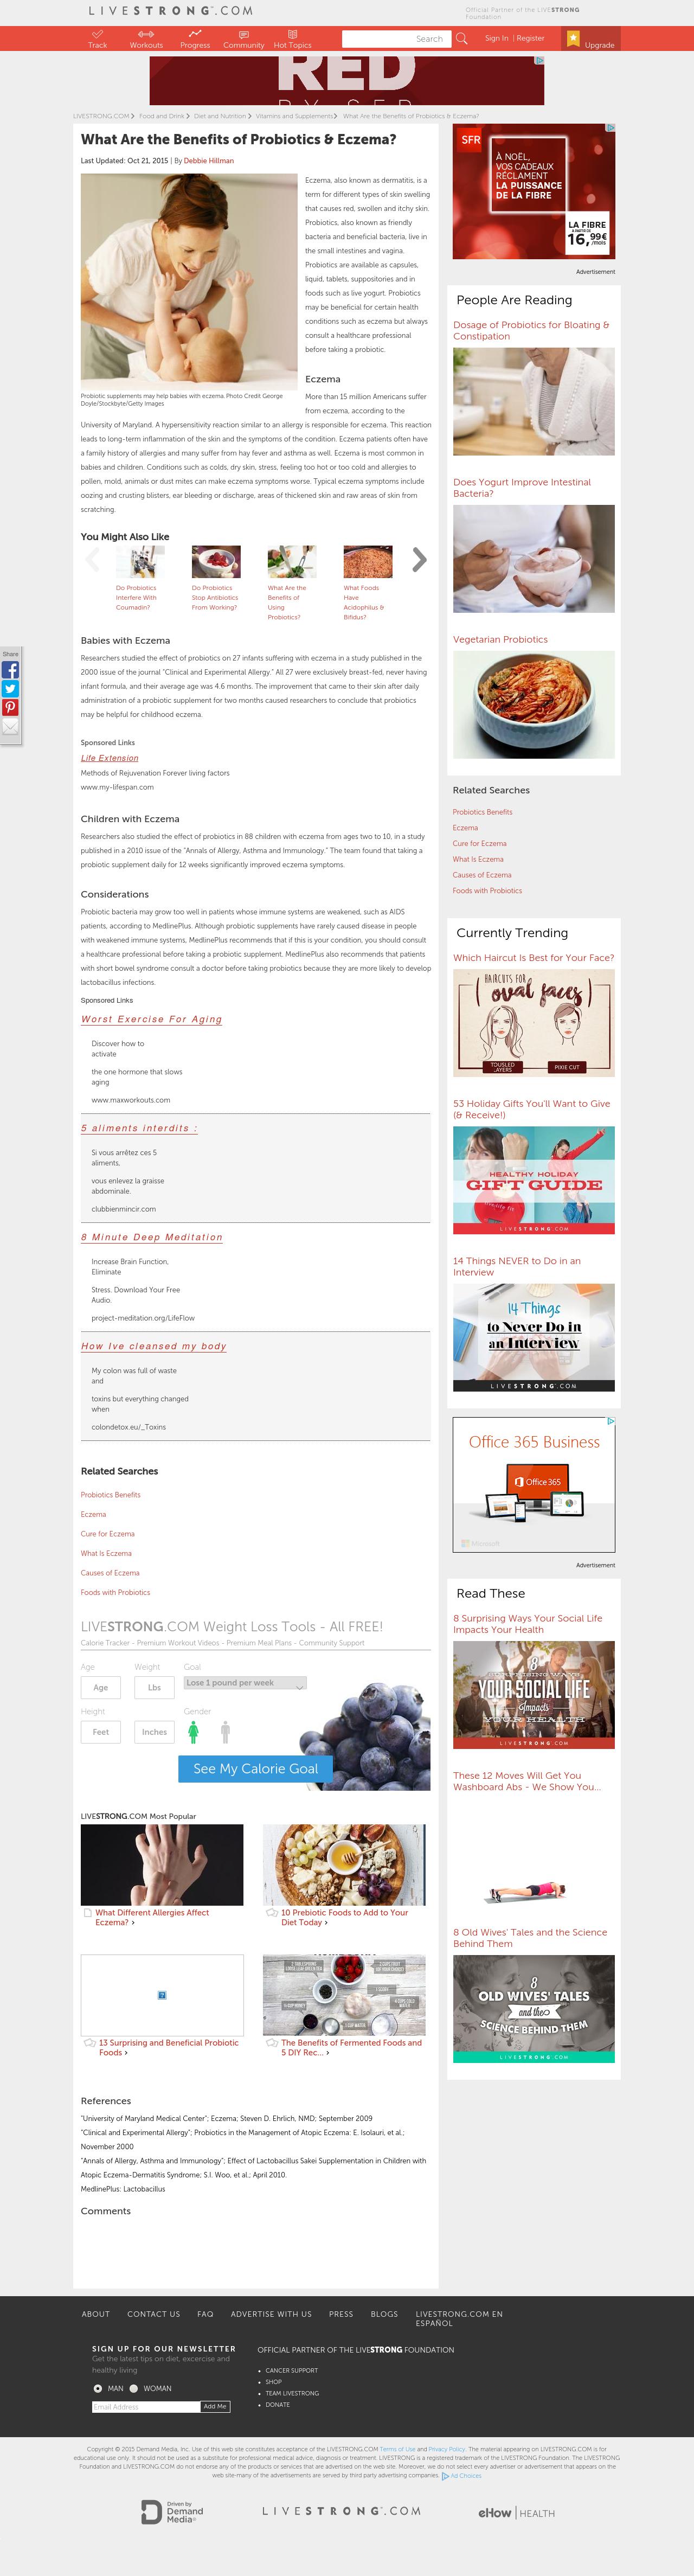 LIVESTRONG.COM
Official Partner of the LIVESTRONG
Foundation
Track
Workouts
Progress
Community
Hot Topics
Search
Sign In | Register
Upgrade
RED
LIVESTRONG.COM > Food and Drink > Diet and Nutrition > Vitamins and Supplements > What Are the Benefits of Probiotics & Eczema?
What Are the Benefits of Probiotics & Eczema?
Last Updated: Oct 21, 2015 | By Debbie Hillman
Eczema, also known as dermatitis, is a
term for different types of skin swelling
that causes red, swollen and itchy skin.
Probiotics, also known as friendly
bacteria and beneficial bacteria, live in
the small intestines and vagina.
Probiotics are available as capsules,
liquid, tablets, suppositories and in
foods such as live yogurt. Probiotics
may be beneficial for certain health
conditions such as eczema but always
consult a healthcare professional
before taking a probiotic.
Probiotic supplements may help babies with eczema. Photo Credit George
Doyle/Stockbyte/Getty Images
Eczema
More than 15 million Americans suffer
from eczema, according to the
University of Maryland. A hypersensitivity reaction similar to an allergy is responsible for eczema. This reaction
leads to long-term inflammation of the skin and the symptoms of the condition. Eczema patients often have
a family history of allergies and many suffer from hay fever and asthma as well. Eczema is most common in
babies and children. Conditions such as colds, dry skin, stress, feeling too hot or too cold and allergies to
pollen, mold, animals or dust mites can make eczema symptoms worse. Typical eczema symptoms include
oozing and crusting blisters, ear bleeding or discharge, areas of thickened skin and raw areas of skin from
scratching.
You Might Also Like
Do Probiotics
Interfere With
Coumadin?
Do Probiotics
Stop Antibiotics
From Working?
What Are the
Benefits of
Using
Probiotics?
What Foods
Have
Acidophilus &
Bifidus?
Babies with Eczema
Researchers studied the effect of probiotics on 27 infants suffering with eczema in a study published in the
2000 issue of the journal "Clinical and Experimental Allergy." All 27 were exclusively breast-fed, never having
infant formula, and their average age was 4.6 months. The improvement that came to their skin after daily
administration of a probiotic supplement for two months caused researchers to conclude that probiotics
may be helpful for childhood eczema.
Share
Sponsored Links
Life Extension
Methods of Rejuvenation Forever living factors
www.my-lifespan.com
Children with Eczema
Researchers also studied the effect of probiotics in 88 children with eczema from ages two to 10, in a study
published in a 2010 issue of the "Annals of Allergy, Asthma and Immunology." The team found that taking a
probiotic supplement daily for 12 weeks significantly improved eczema symptoms.
Considerations
Probiotic bacteria may grow too well in patients whose immune systems are weakened, such as AIDS
patients, according to MedlinePlus. Although probiotic supplements have rarely caused disease in people
with weakened immune systems, MedlinePlus recommends that if this is your condition, you should consult
a healthcare professional before taking a probiotic supplement. MedlinePlus also recommends that patients
with short bowel syndrome consult a doctor before taking probiotics because they are more likely to develop
lactobacillus infections.
Sponsored Links
Worst Exercise For Aging
Discover how to
activate
the one hormone that slows
aging
www.maxworkouts.com
5 aliments interdits :
Si vous arrêtez ces 5
aliments,
vous enlevez la graisse
abdominale.
clubbienmincir.com
8 Minute Deep Meditation
Increase Brain Function,
Eliminate
Stress. Download Your Free
Audio.
project-meditation.org/LifeFlow
How Ive cleansed my body
My colon was full of waste
and
toxins but everything changed
when
colondetox.eu/_Toxins
Related Searches
Probiotics Benefits
Eczema
Cure for Eczema
What Is Eczema
Causes of Eczema
Foods with Probiotics
LIVESTRONG.COM Weight Loss Tools - All FREE!
Calorie Tracker - Premium Workout Videos - Premium Meal Plans - Community Support
Age
Weight
Goal
Age
Lbs
Lose 1 pound per week
Height
Gender
Feet
Inches
See My Calorie Goal
LIVESTRONG.COM Most Popular
What Different Allergies Affect
Eczema? ›
10 Prebiotic Foods to Add to Your
Diet Today ›
13 Surprising and Beneficial Probiotic
Foods ›
The Benefits of Fermented Foods and
5 DIY Rec... ›
References
"University of Maryland Medical Center"; Eczema; Steven D. Ehrlich, NMD; September 2009
"Clinical and Experimental Allergy"; Probiotics in the Management of Atopic Eczema: E. Isolauri, et al.;
November 2000
"Annals of Allergy, Asthma and Immunology"; Effect of Lactobacillus Sakei Supplementation in Children with
Atopic Eczema-Dermatitis Syndrome; S.I. Woo, et al.; April 2010.
MedlinePlus: Lactobacillus
Comments
SFR
À NOËL,
VOS CADEAUX
RÉCLAMENT
LA PUISSANCE
DE LA FIBRE
LA FIBRE
À PARTIR DE
16,99€
/mois
Advertisement
People Are Reading
Dosage of Probiotics for Bloating &
Constipation
Does Yogurt Improve Intestinal
Bacteria?
Vegetarian Probiotics
Related Searches
Probiotics Benefits
Eczema
Cure for Eczema
What Is Eczema
Causes of Eczema
Foods with Probiotics
Currently Trending
Which Haircut Is Best for Your Face?
HAIRCUTS FOR
oval faces
TOUSLED
LAYERS
PIXIE CUT
53 Holiday Gifts You'll Want to Give
(& Receive!)
HEALTHY HOLIDAY
GIFT GUIDE
LIVESTRONG.COM
14 Things NEVER to Do in an
Interview
14 Things
to Never Do in
an Interview
LIVESTRONG.COM
Office 365 Business
Office 365
Microsoft
Advertisement
Read These
8 Surprising Ways Your Social Life
Impacts Your Health
8 SURPRISING WAYS
YOUR SOCIAL LIFE
Impacts
YOUR HEALTH
LIVESTRONG.COM
These 12 Moves Will Get You
Washboard Abs - We Show You...
8 Old Wives' Tales and the Science
Behind Them
8
OLD WIVES' TALES
and the
SCIENCE BEHIND THEM
LIVESTRONG.COM
ABOUT
CONTACT US
FAQ
ADVERTISE WITH US
PRESS
BLOGS
LIVESTRONG.COM EN
ESPAÑOL
SIGN UP FOR OUR NEWSLETTER
Get the latest tips on diet, excercise and
healthy living
MAN
WOMAN
Email Address
Add Me
OFFICIAL PARTNER OF THE LIVESTRONG FOUNDATION
CANCER SUPPORT
SHOP
TEAM LIVESTRONG
DONATE
Copyright © 2015 Demand Media, Inc. Use of this web site constitutes acceptance of the LIVESTRONG.COM Terms of Use and Privacy Policy. The material appearing on LIVESTRONG.COM is for
educational use only. It should not be used as a substitute for professional medical advice, diagnosis or treatment. LIVESTRONG is a registered trademark of the LIVESTRONG Foundation. The LIVESTRONG
Foundation and LIVESTRONG.COM do not endorse any of the products or services that are advertised on the web site. Moreover, we do not select every advertiser or advertisement that appears on the
web site-many of the advertisements are served by third party advertising companies. Ad Choices
Driven by
Demand
Media
LIVESTRONG.COM
eHow | HEALTH